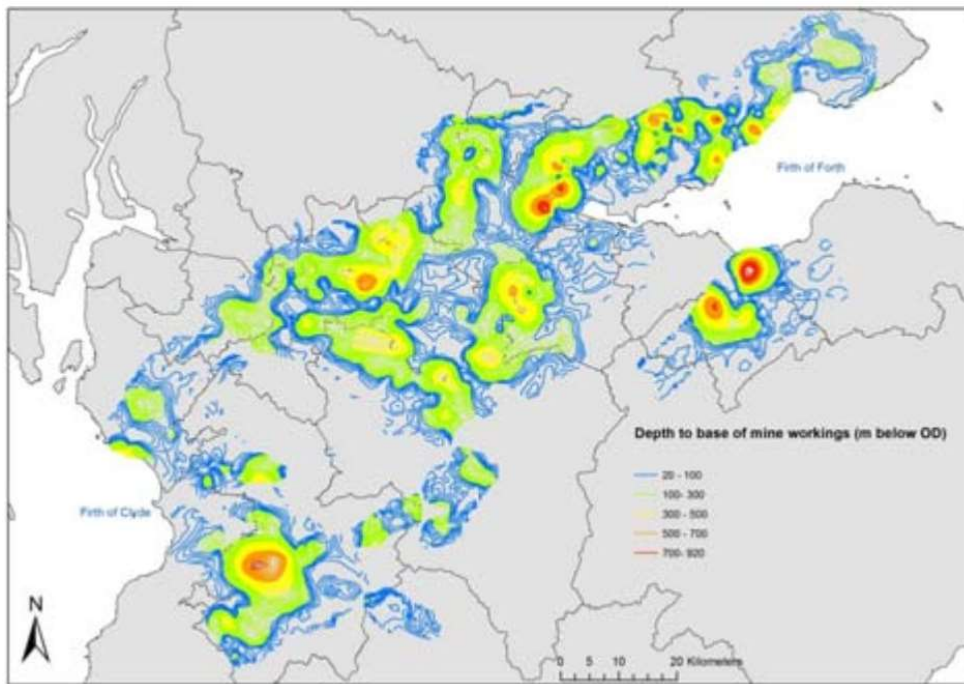 Firth of Forth
Depth to base of mine workings (m below OD)
20 - 100
100- 300
300 - 500
500 - 700
700- 920
Firth of Clyde
N
0 5 10 20 Kilometers